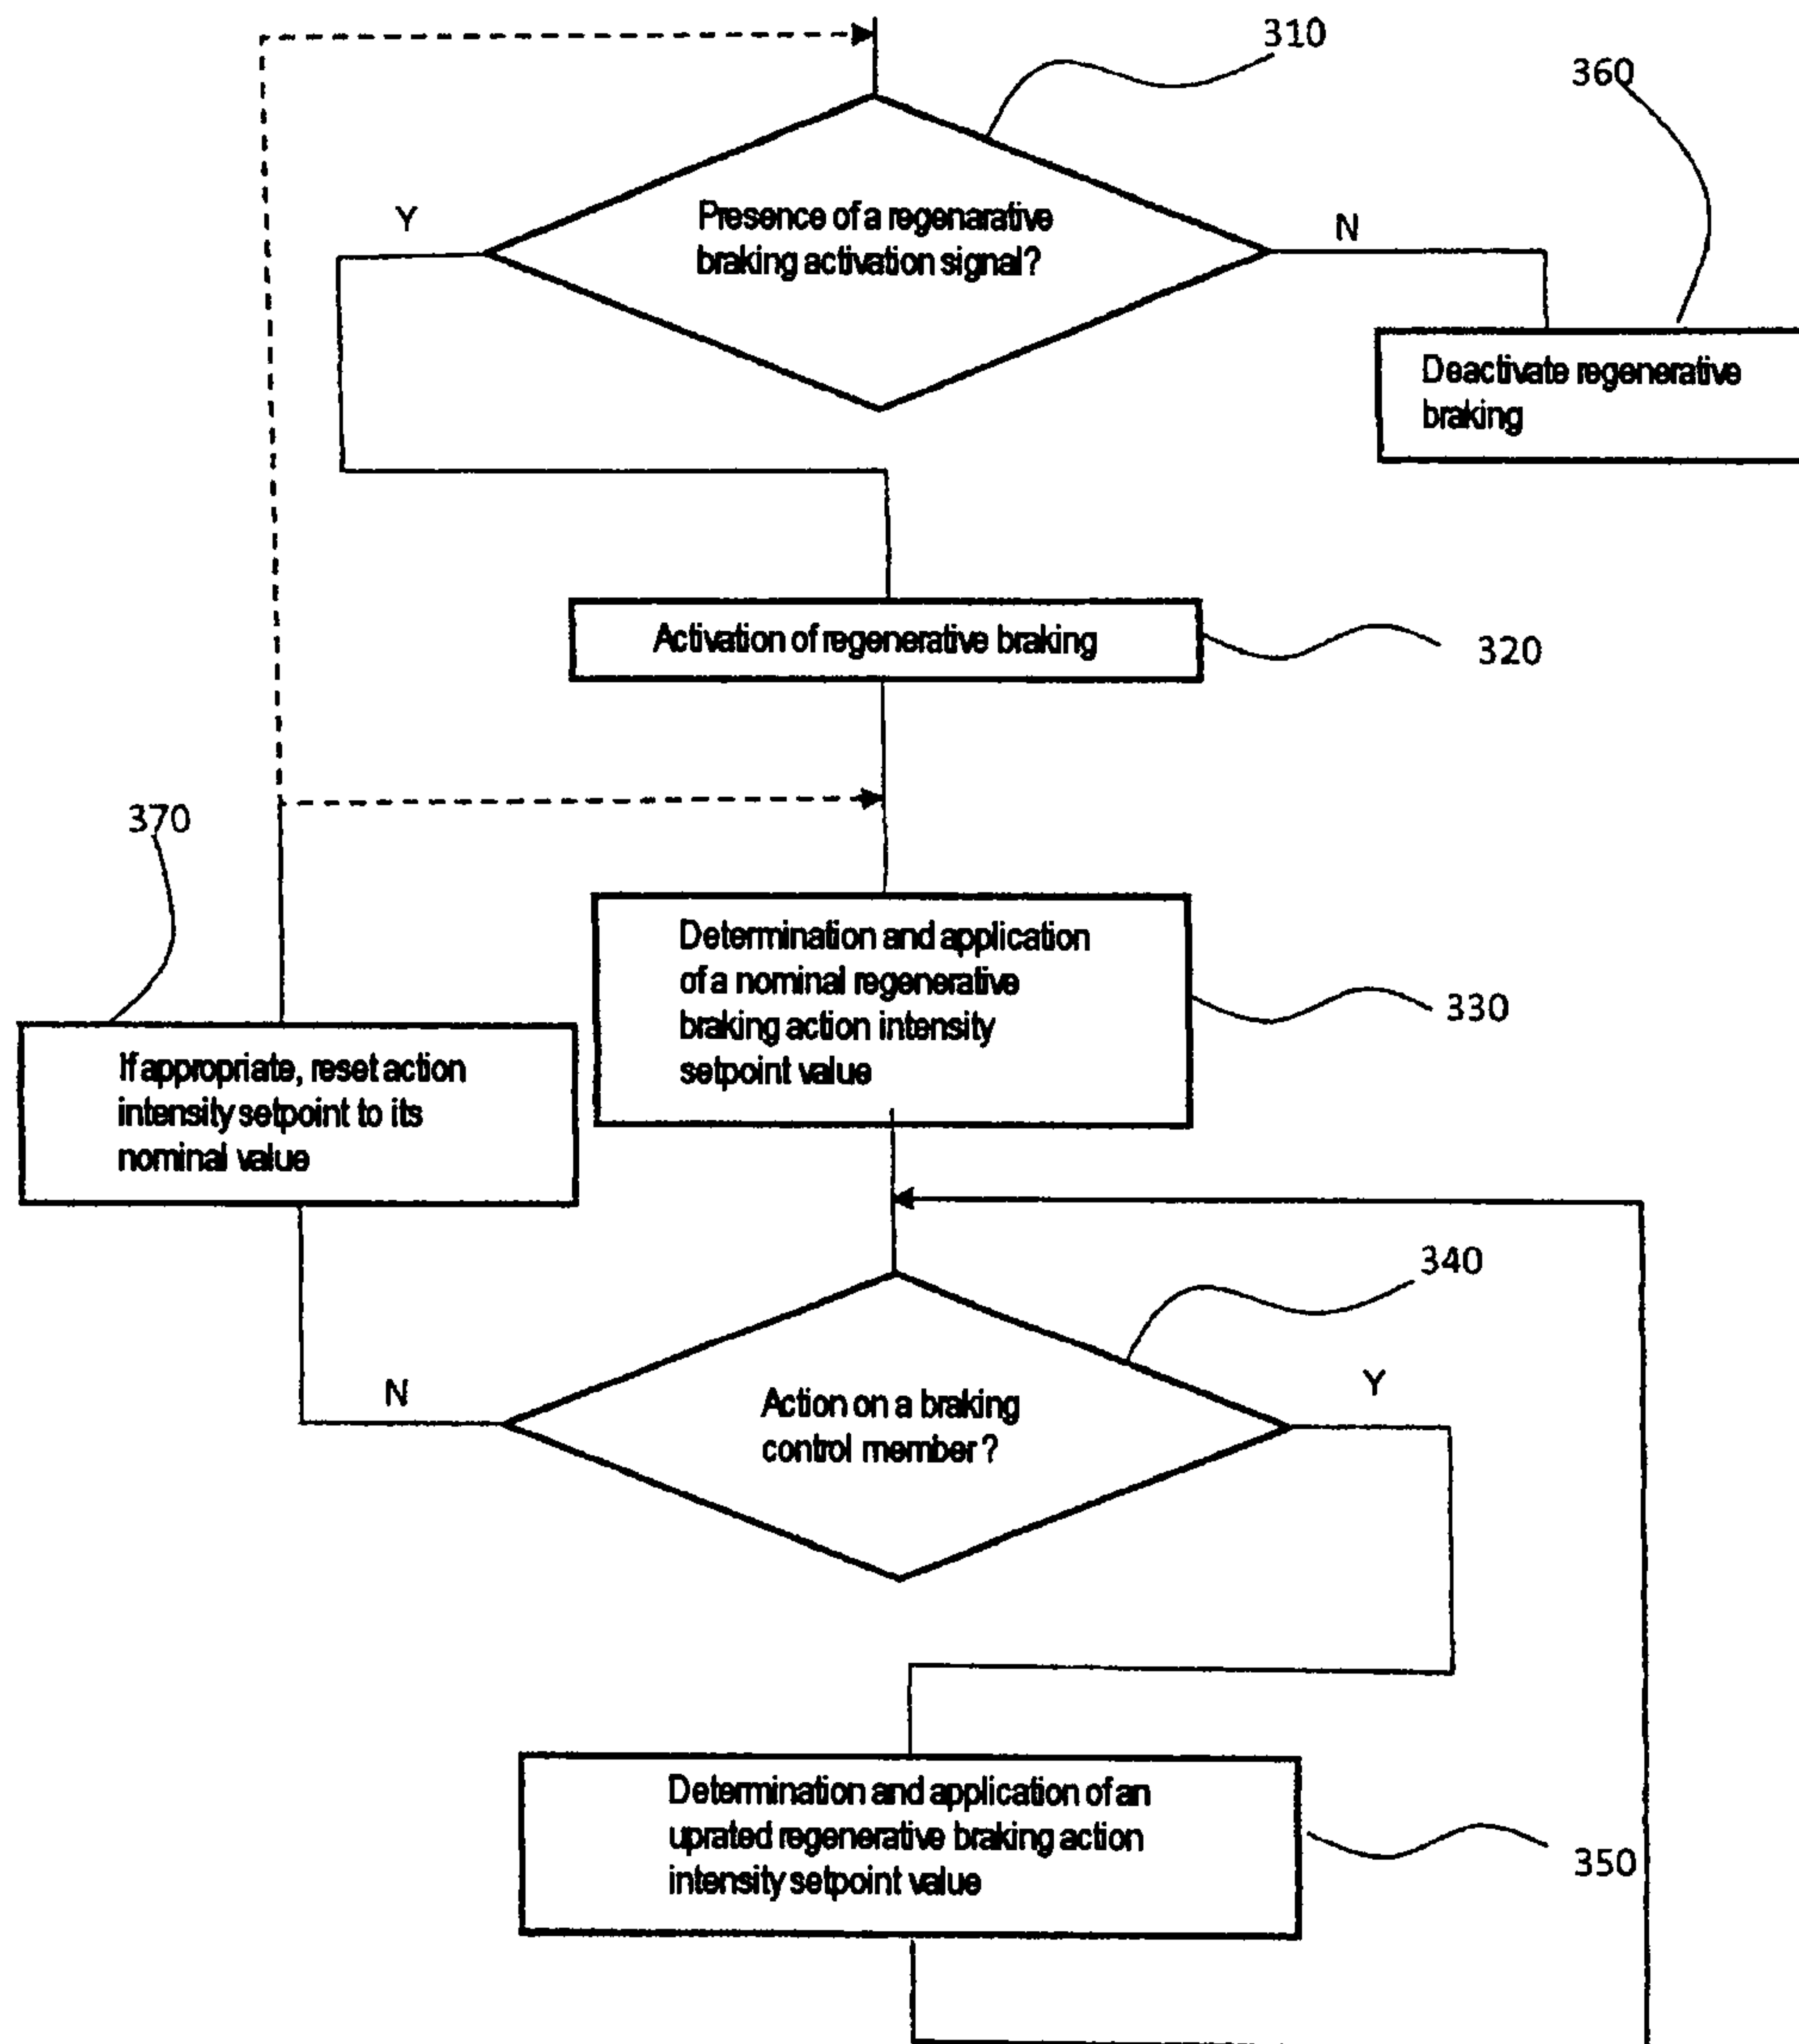 310
360
Y
Presence of a regenarative
braking activation signal?
N
Deactivate regenerative
braking
Activation of regenerative braking
320
370
Determination and application
of a nominal regenerative
braking action intensity
setpoint value
330
If appropriate, reset action
intensity setpoint to its
nominal value
340
N
Action on a braking
control member?
Y
Determination and application of an
uprated regenerative braking action
intensity setpoint value
350